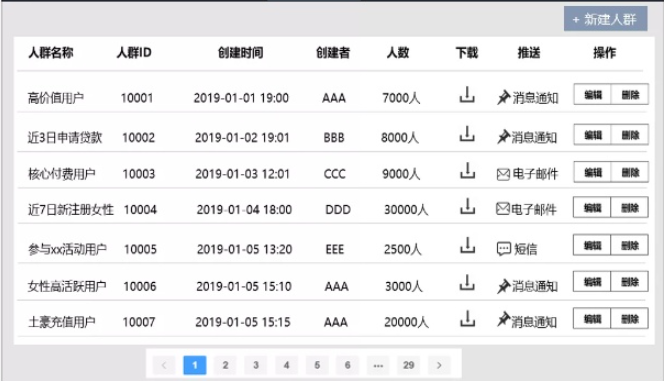 + 新建人群
人群名称 人群ID 创建时间 创建者 人数 下载 推送 操作
高价值用户 10001 2019-01-01 19:00 AAA 7000人 消息通知 编辑 删除
近3日申请贷款 10002 2019-01-02 19:01 BBB 8000人 消息通知 编辑 删除
核心付费用户 10003 2019-01-03 12:01 CCC 9000人 电子邮件 编辑 删除
近7日新注册女性 10004 2019-01-04 18:00 DDD 30000人 电子邮件 编辑 删除
参与xx活动用户 10005 2019-01-05 13:20 EEE 2500人 短信 编辑 删除
女性高活跃用户 10006 2019-01-05 15:10 AAA 3000人 消息通知 编辑 删除
土豪充值用户 10007 2019-01-05 15:15 AAA 20000人 消息通知 编辑 删除
< 1 2 3 4 5 6 ••• 29 >